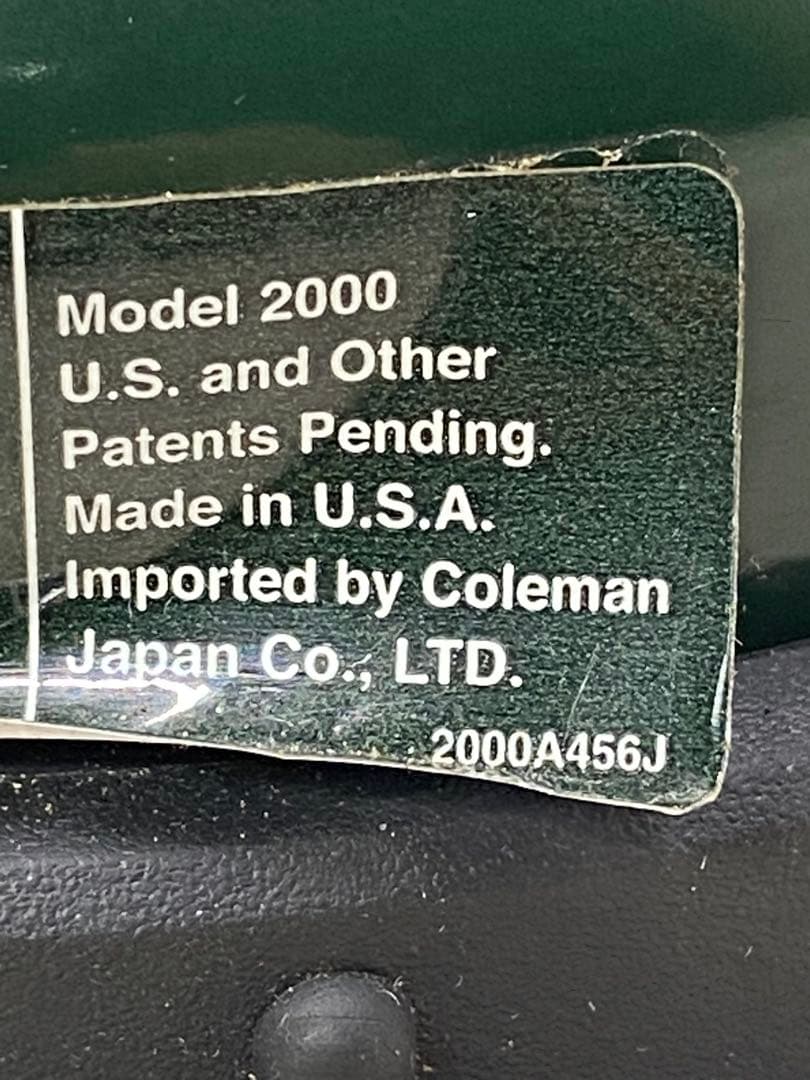 Model 2000
U.S. and Other
Patents Pending.
Made in U.S.A.
Imported by Coleman
Japan Co., LTD.
2000A456J